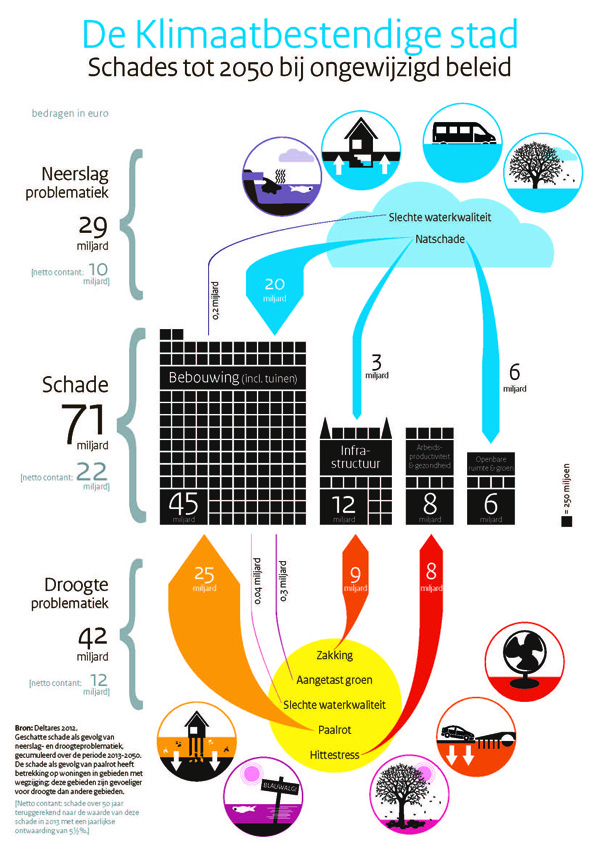 De Klimaatbestendige stad
Schades tot 2050 bij ongewijzigd beleid
bedragen in euro
Neerslag
problematiek
29
miljard
[netto contant: 10
miljard]
Slechte waterkwaliteit
Natschade
0,2 miljard
20
miljard
3
miljard
6
miljard
Schade
71
miljard
[netto contant: 22
miljard]
Bebouwing (incl. tuinen)
45
miljard
Infra-
structuur
12
miljard
Arbeids-
productiviteit
& gezondheid
8
miljard
Openbare
ruimte & groen
6
miljard
= 250 miljoen
Droogte
problematiek
42
miljard
[netto contant: 12
miljard]
25
miljard
0,04 miljard
0,3 miljard
9
miljard
8
miljard
Zakking
Aangetast groen
Slechte waterkwaliteit
Paalrot
Hittestress
BLAUWALG!
Bron: Deltares 2012.
Geschatte schade als gevolg van
neerslag- en droogteproblematiek,
gecumuleerd over de periode 2013-2050.
De schade als gevolg van paalrot heeft
betrekking op woningen in gebieden met
wegzijging; deze gebieden zijn gevoeliger
voor droogte dan andere gebieden.
[Netto contant: schade over 50 jaar
teruggerekend naar de waarde van deze
schade in 2013 met een jaarlijkse
ontwaarding van 5½%.]